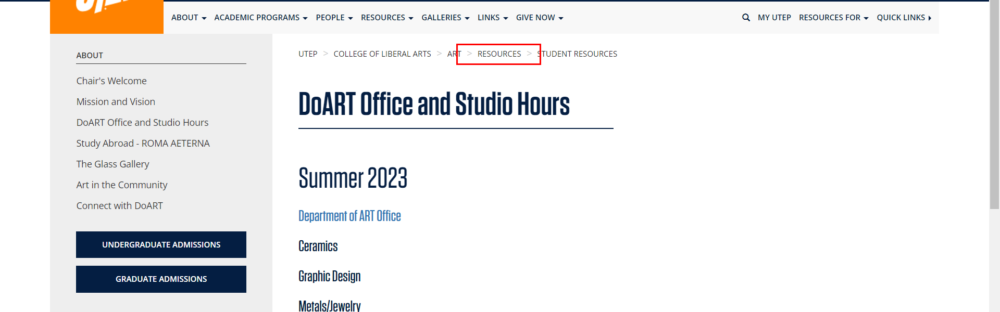 ABOUT ACADEMIC PROGRAMS PEOPLE RESOURCES GALLERIES LINKS GIVE NOW MY UTEP RESOURCES FOR QUICK LINKS
ABOUT
Chair's Welcome
Mission and Vision
DoART Office and Studio Hours
Study Abroad - ROMA AETERNA
The Glass Gallery
Art in the Community
Connect with DoART
UNDERGRADUATE ADMISSIONS
GRADUATE ADMISSIONS
UTEP > COLLEGE OF LIBERAL ARTS > ART > RESOURCES > STUDENT RESOURCES
DoART Office and Studio Hours
Summer 2023
Department of ART Office
Ceramics
Graphic Design
Metals/Jewelry